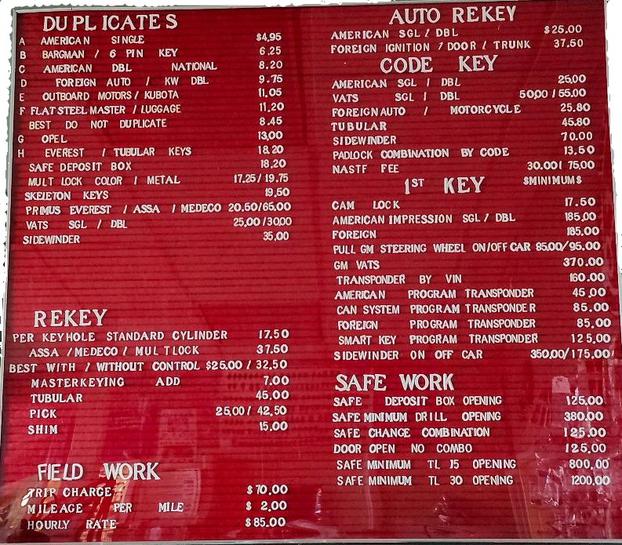 DUPLICATES
A AMERICAN SINGLE $4.95
B BARGMAN / 6 PIN KEY 6.25
C AMERICAN DBL NATIONAL 8.20
D FOREIGN AUTO / KW DBL 9.75
E OUTBOARD MOTORS / KUBOTA 11.05
F FLAT STEEL MASTER / LUGGAGE 11.20
BEST DO NOT DUPLICATE 8.45
G OPEL 13.00
H EVEREST / TUBULAR KEYS 18.20
SAFE DEPOSIT BOX 18.20
MULT LOCK COLOR / METAL 17.25 / 19.75
SKELETON KEYS 19.50
PRIMUS EVEREST / ASSA / MEDECO 20.50/65.00
VATS SGL / DBL 25.00 / 30.00
SIDEWINDER 35.00
REKEY
PER KEYHOLE STANDARD CYLINDER 17.50
ASSA / MEDECO / MULTLOCK 37.50
BEST WITH / WITHOUT CONTROL $25.00 / 32.50
MASTERKEYING ADD 7.00
TUBULAR 45.00
PICK 25.00 / 42.50
SHIM 15.00
FIELD WORK
TRIP CHARGE $70.00
MILEAGE PER MILE $ 2.00
HOURLY RATE $85.00
AUTO REKEY
AMERICAN SGL / DBL $25.00
FOREIGN IGNITION / DOOR / TRUNK 37.50
CODE KEY
AMERICAN SGL / DBL 25.00
VATS SGL / DBL 50.00 / 55.00
FOREIGN AUTO / MOTORCYCLE 25.80
TUBULAR 45.80
SIDEWINDER 70.00
PADLOCK COMBINATION BY CODE 13.50
NASTF FEE 30.00 / 75.00
1ST KEY $MINIMUM$
CAM LOCK 17.50
AMERICAN IMPRESSION SGL / DBL 185.00
FOREIGN 185.00
PULL GM STEERING WHEEL ON/OFF CAR 85.00/95.00
GM VATS 370.00
TRANSPONDER BY VIN 160.00
AMERICAN PROGRAM TRANSPONDER 45.00
CAN SYSTEM PROGRAM TRANSPONDER 85.00
FOREIGN PROGRAM TRANSPONDER 85.00
SMART KEY PROGRAM TRANSPONDER 125.00
SIDEWINDER ON OFF CAR 350.00/175.00
SAFE WORK
SAFE DEPOSIT BOX OPENING 125.00
SAFE MINIMUM DRILL OPENING 380.00
SAFE CHANGE COMBINATION 125.00
DOOR OPEN NO COMBO 125.00
SAFE MINIMUM TL 15 OPENING 800.00
SAFE MINIMUM TL 30 OPENING 1200.00